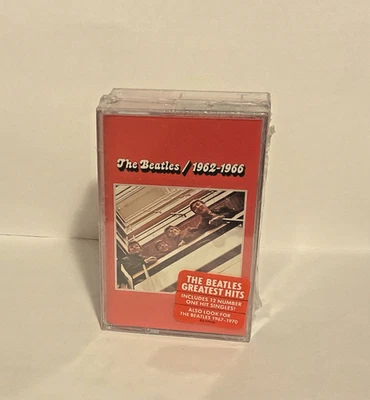 The Beatles / 1962-1966
THE BEATLES
GREATEST HITS
INCLUDES 12 NUMBER
ONE HIT SINGLES!
ALSO LOOK FOR
THE BEATLES 1967-1970